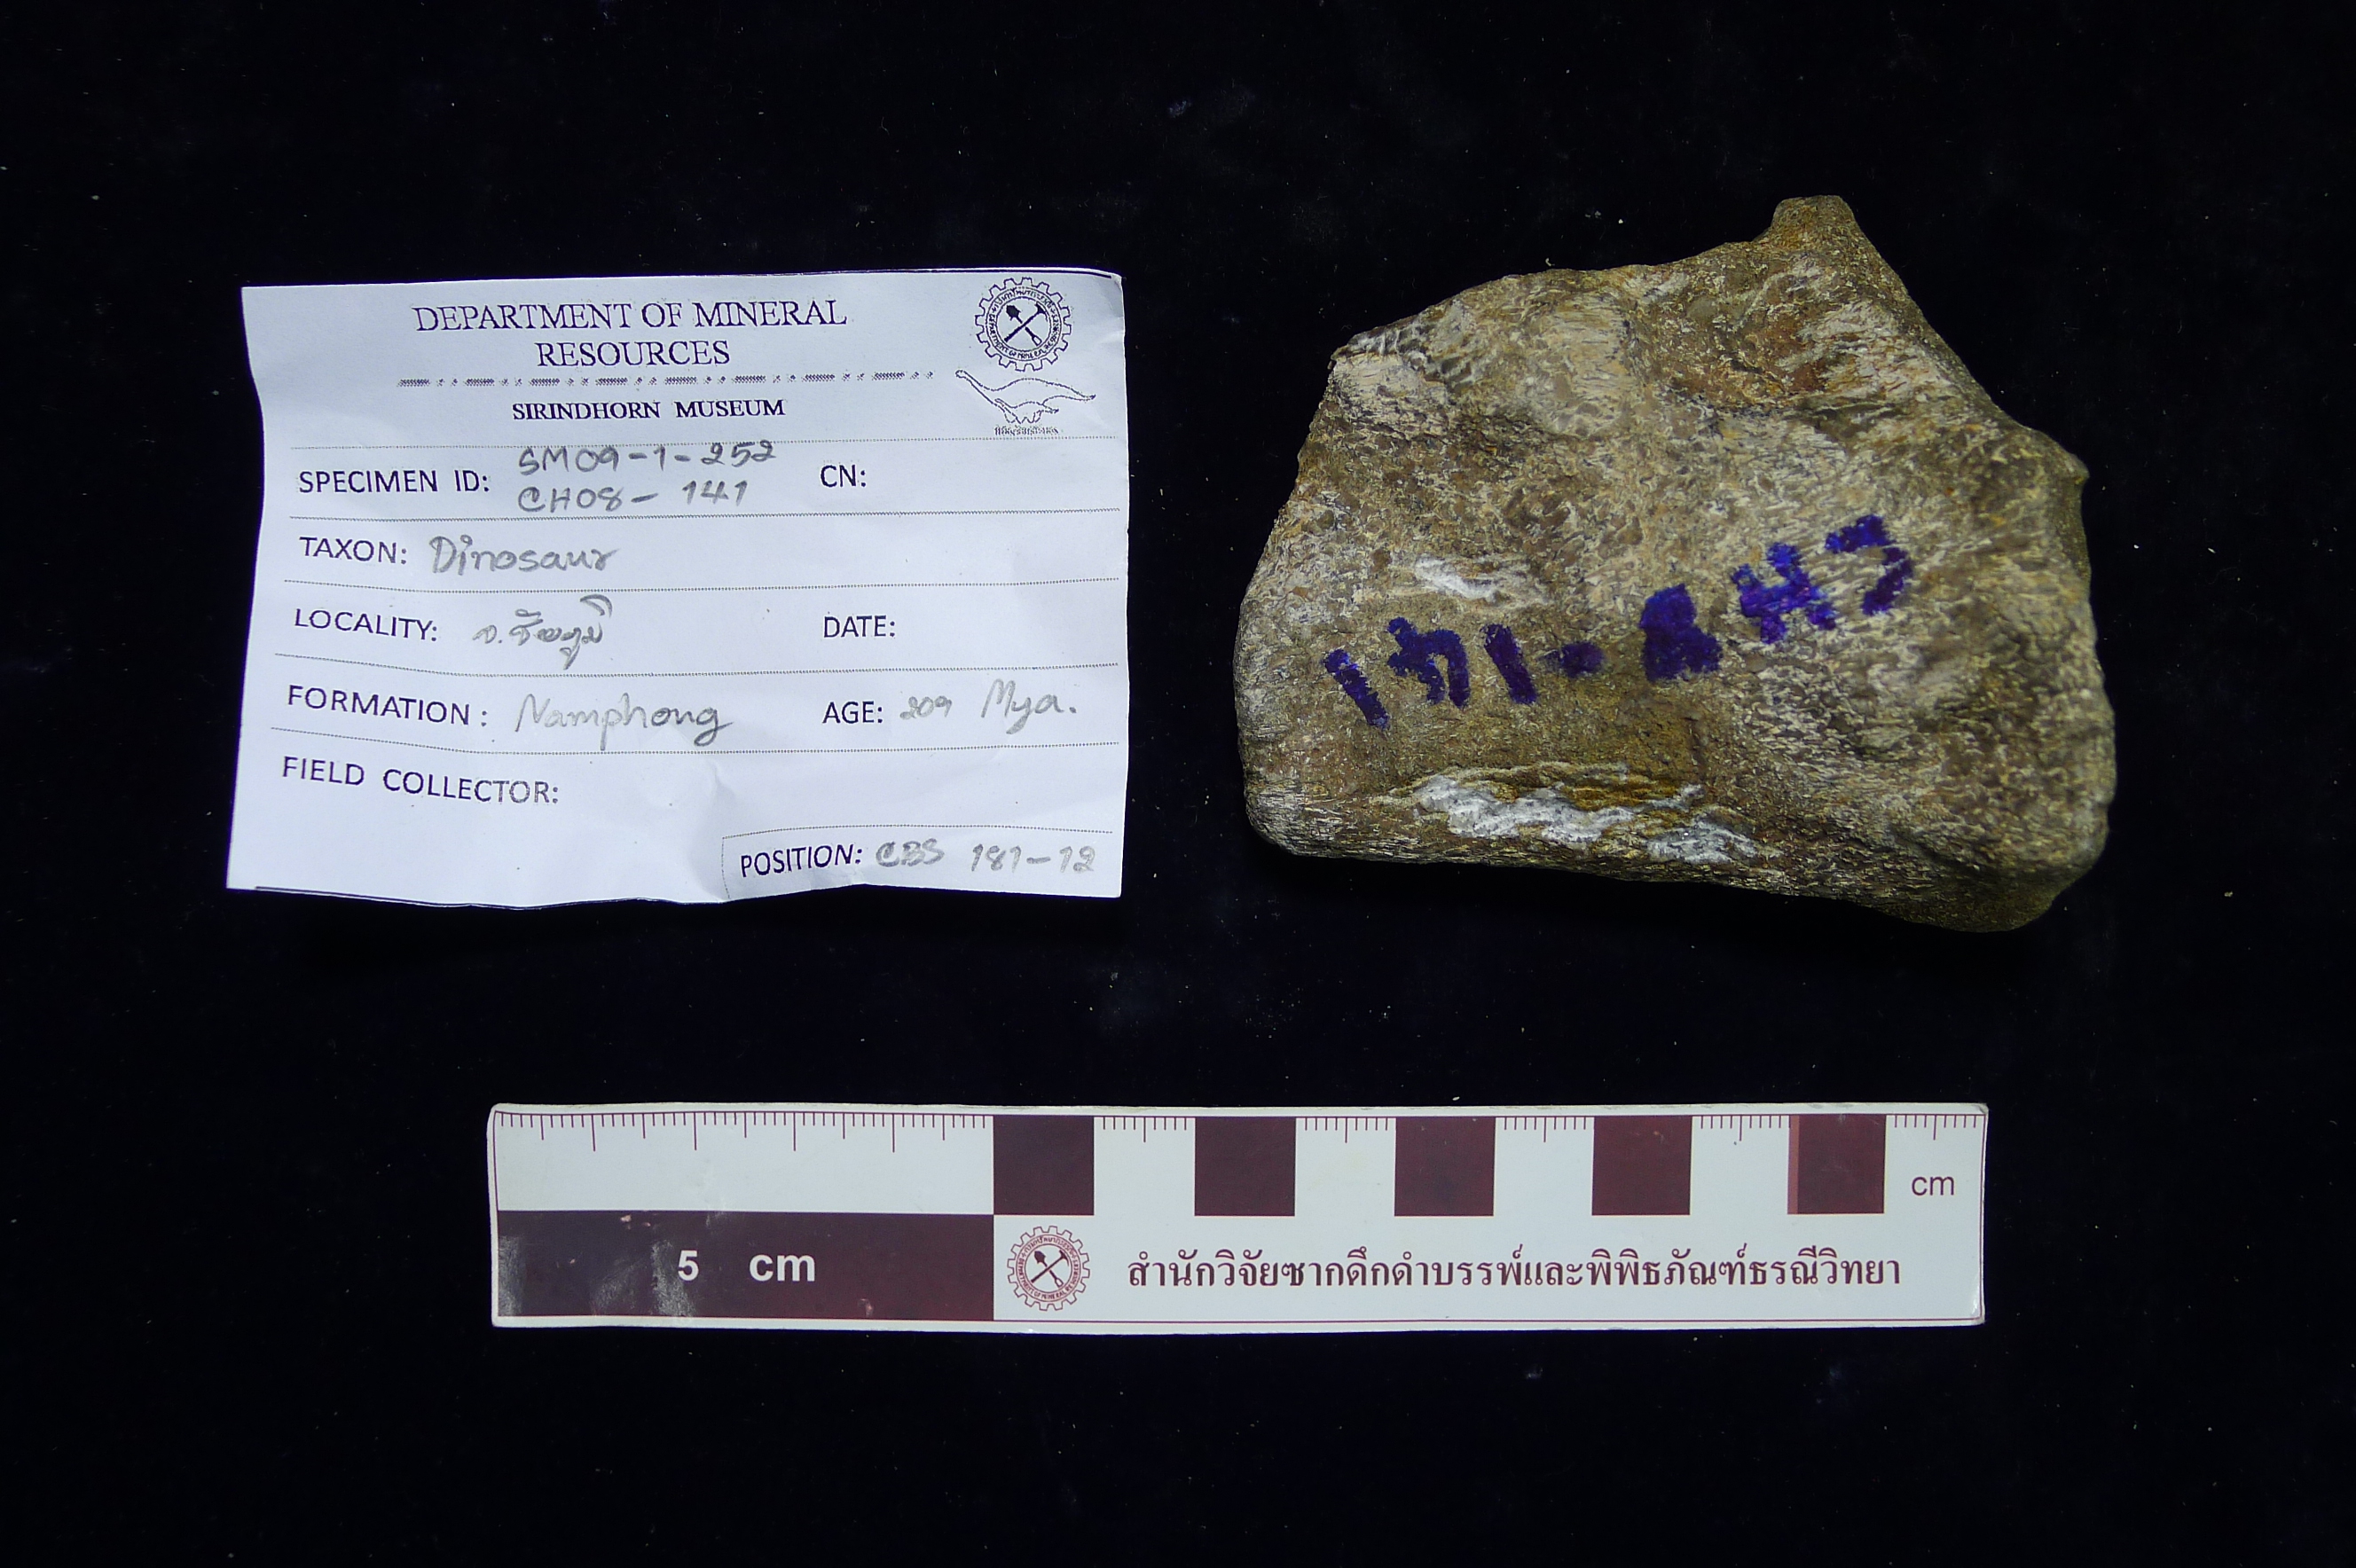 DEPARTMENT OF MINERAL
RESOURCES
SIRINDHORN MUSEUM
SPECIMEN ID: SM09-1-252 CN:
CH08-141
TAXON: Dinosaur
LOCALITY: จ.ชัยภูมิ DATE:
FORMATION: Namphong AGE: 209 Mya.
FIELD COLLECTOR:
POSITION: CBS 181-12
CH8-141
cm
5 cm
สำนักวิจัยซากดึกดำบรรพ์และพิพิธภัณฑ์ธรณีวิทยา